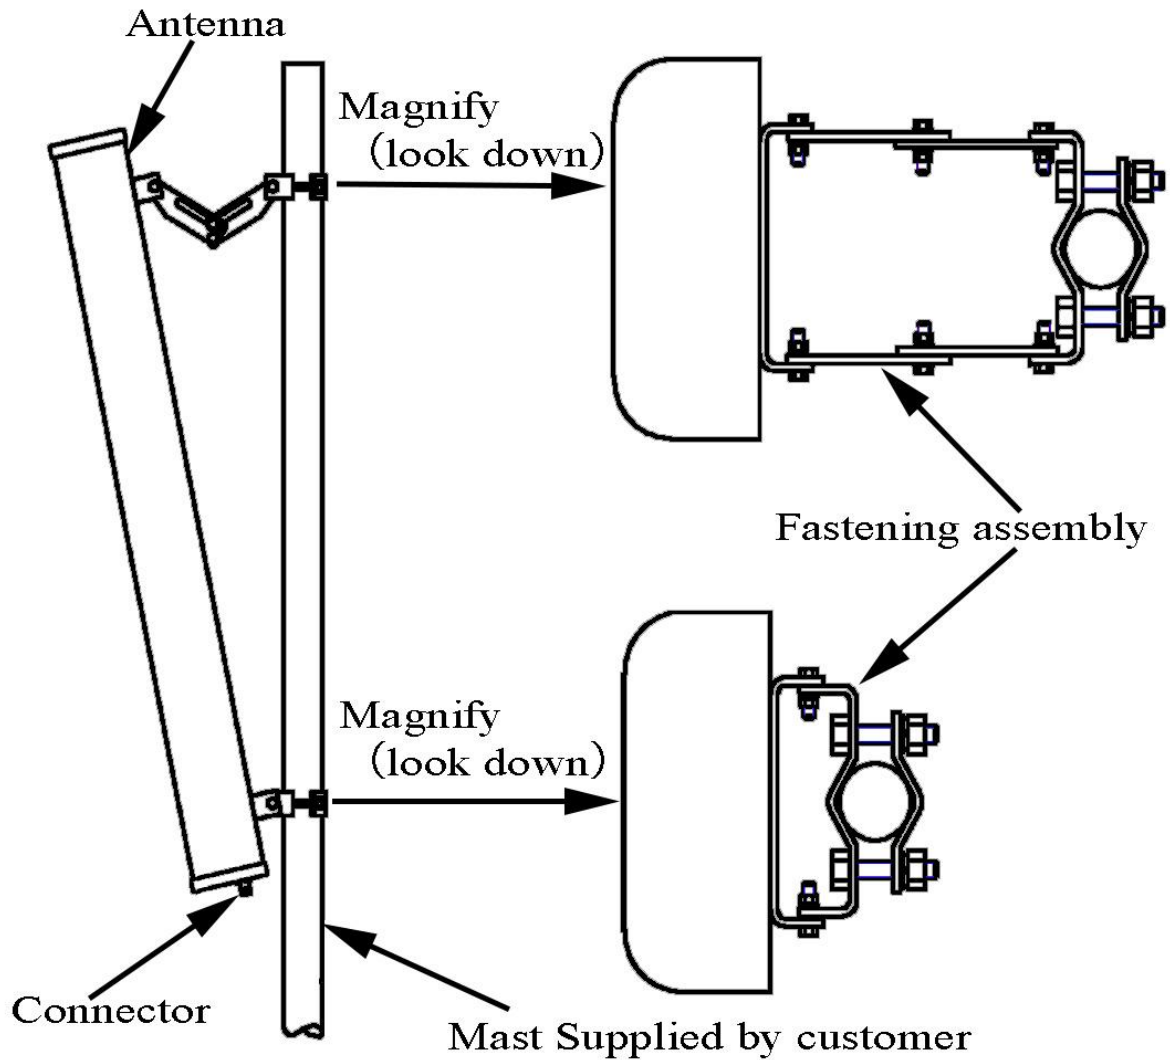 Antenna
Magnify
(look down)
Fastening assembly
Magnify
(look down)
Connector
Mast Supplied by customer